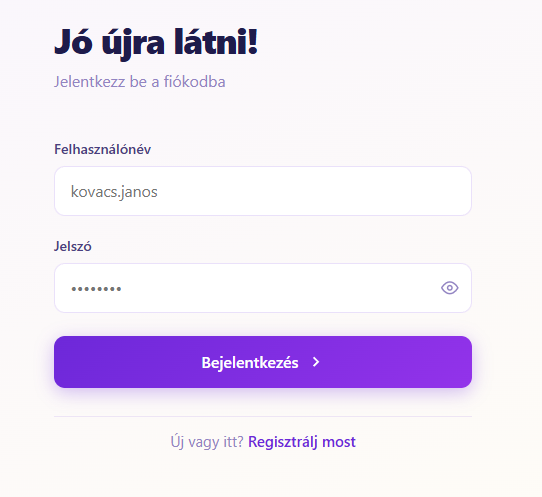 Jó újra látni!
Jelentkezz be a fiókodba
Felhasználónév
kovacs.janos
Jelszó
••••••••
Bejelentkezés
Új vagy itt? Regisztrálj most